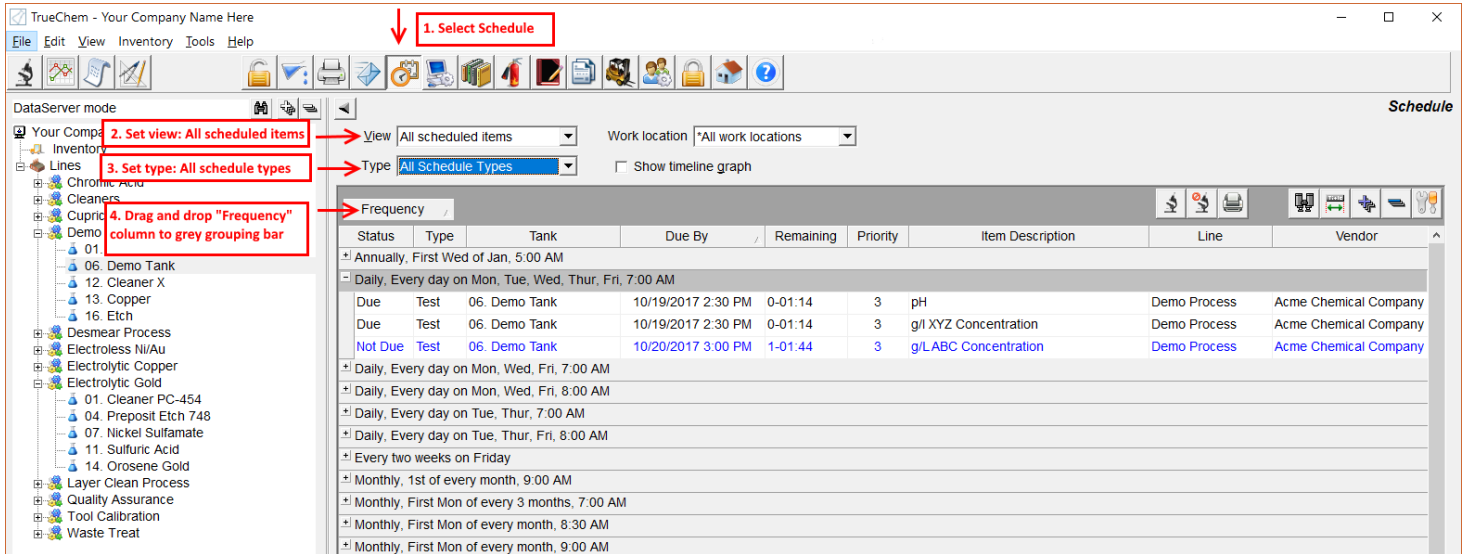 TrueChem - Your Company Name Here
1. Select Schedule
File Edit View Inventory Tools Help
DataServer mode
Schedule
Your Compa
2. Set view: All scheduled items
View All scheduled items
Work location *All work locations
Inventory
Lines
3. Set type: All schedule types
Type All Schedule Types
Show timeline graph
Chromic Acid
Cleaners
Cupric
4. Drag and drop "Frequency"
column to grey grouping bar
Frequency
Demo
01.
06. Demo Tank
12. Cleaner X
13. Copper
16. Etch
Desmear Process
Electroless Ni/Au
Electrolytic Copper
Electrolytic Gold
01. Cleaner PC-454
04. Preposit Etch 748
07. Nickel Sulfamate
11. Sulfuric Acid
14. Orosene Gold
Layer Clean Process
Quality Assurance
Tool Calibration
Waste Treat
Status Type Tank Due By Remaining Priority Item Description Line Vendor
Annually, First Wed of Jan, 5:00 AM
Daily, Every day on Mon, Tue, Wed, Thur, Fri, 7:00 AM
Due Test 06. Demo Tank 10/19/2017 2:30 PM 0-01:14 3 pH Demo Process Acme Chemical Company
Due Test 06. Demo Tank 10/19/2017 2:30 PM 0-01:14 3 g/l XYZ Concentration Demo Process Acme Chemical Company
Not Due Test 06. Demo Tank 10/20/2017 3:00 PM 1-01:44 3 g/L ABC Concentration Demo Process Acme Chemical Company
Daily, Every day on Mon, Wed, Fri, 7:00 AM
Daily, Every day on Mon, Wed, Fri, 8:00 AM
Daily, Every day on Tue, Thur, 7:00 AM
Daily, Every day on Tue, Thur, Fri, 8:00 AM
Every two weeks on Friday
Monthly, 1st of every month, 9:00 AM
Monthly, First Mon of every 3 months, 7:00 AM
Monthly, First Mon of every month, 8:30 AM
Monthly, First Mon of every month, 9:00 AM